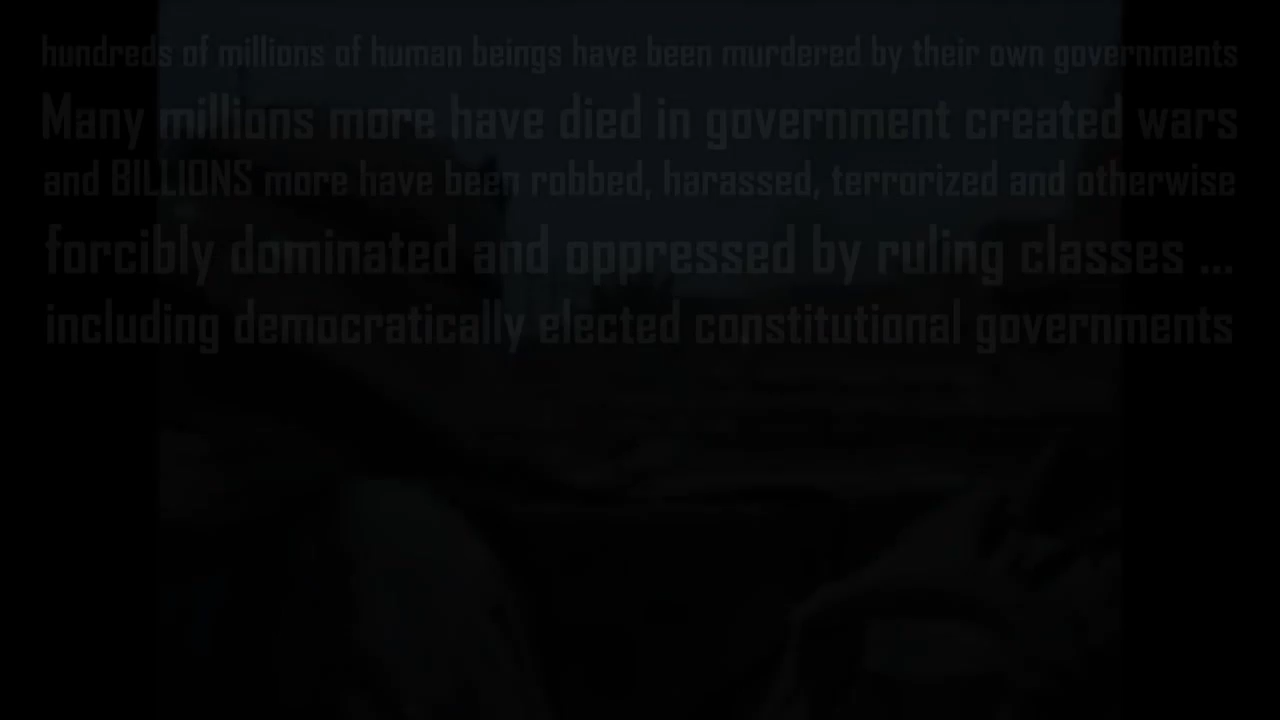 hundreds of millions of human beings have been murdered by their own governments
Many millions more have died in government created wars
and BILLIONS more have been robbed, harassed, terrorized and otherwise
forcibly dominated and oppressed by ruling classes ...
including democratically elected constitutional governments